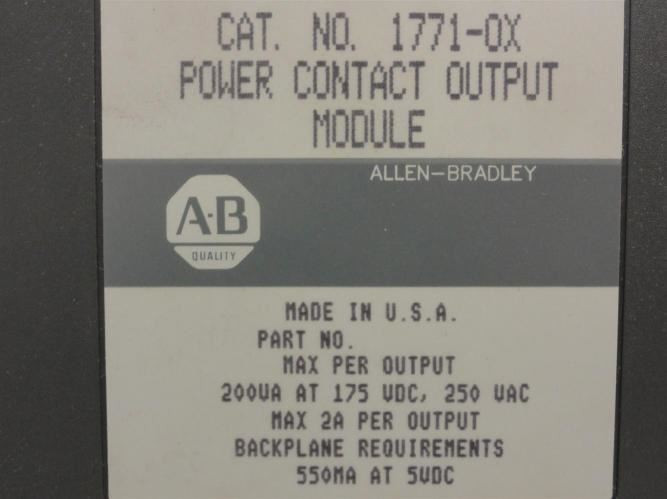 CAT. NO. 1771-OX
POWER CONTACT OUTPUT
MODULE
ALLEN-BRADLEY
A-B
QUALITY
MADE IN U.S.A.
PART NO.
MAX PER OUTPUT
200VA AT 175 VDC, 250 VAC
MAX 2A PER OUTPUT
BACKPLANE REQUIREMENTS
550MA AT 5VDC